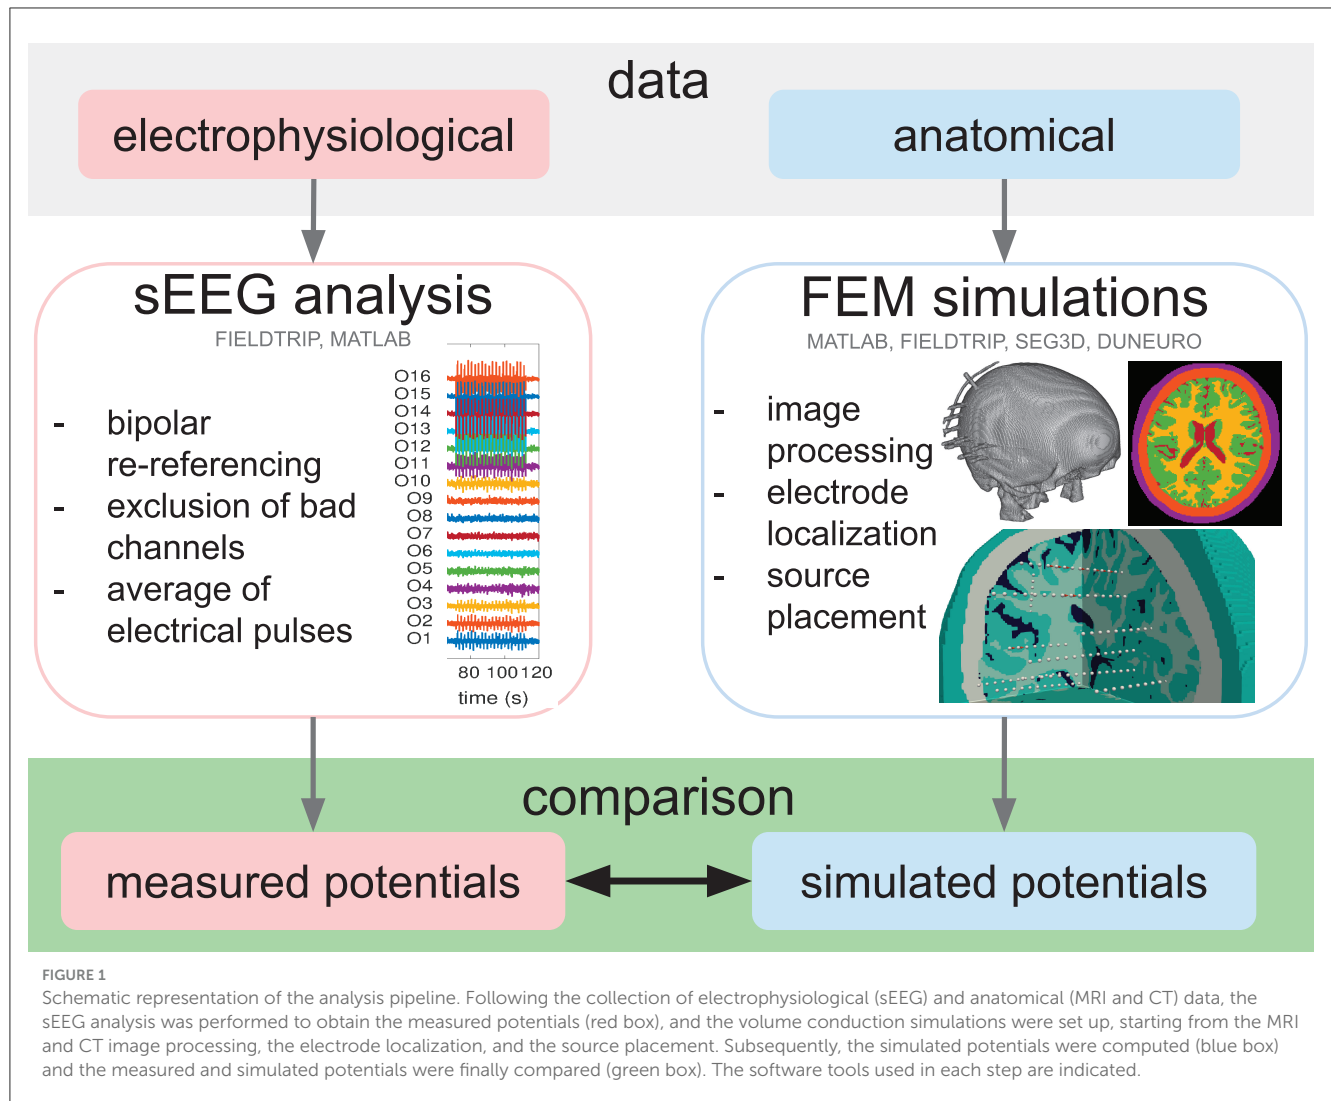 data
electrophysiological
anatomical
sEEG analysis
FIELDTRIP, MATLAB
- bipolar
re-referencing
- exclusion of bad
channels
- average of
electrical pulses
O16
O15
O14
O13
O12
O11
O10
O9
O8
O7
O6
O5
O4
O3
O2
O1
80 100 120
time (s)
FEM simulations
MATLAB, FIELDTRIP, SEG3D, DUNEURO
- image
processing
- electrode
localization
- source
placement
comparison
measured potentials
simulated potentials
FIGURE 1
Schematic representation of the analysis pipeline. Following the collection of electrophysiological (sEEG) and anatomical (MRI and CT) data, the
sEEG analysis was performed to obtain the measured potentials (red box), and the volume conduction simulations were set up, starting from the MRI
and CT image processing, the electrode localization, and the source placement. Subsequently, the simulated potentials were computed (blue box)
and the measured and simulated potentials were finally compared (green box). The software tools used in each step are indicated.